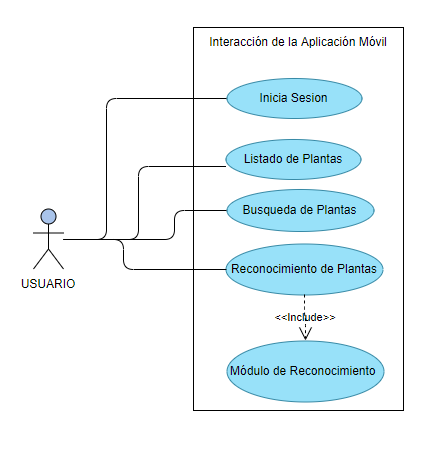 Interacción de la Aplicación Móvil
Inicia Sesion
Listado de Plantas
Busqueda de Plantas
Reconocimiento de Plantas
USUARIO
<<Include>>
Módulo de Reconocimiento